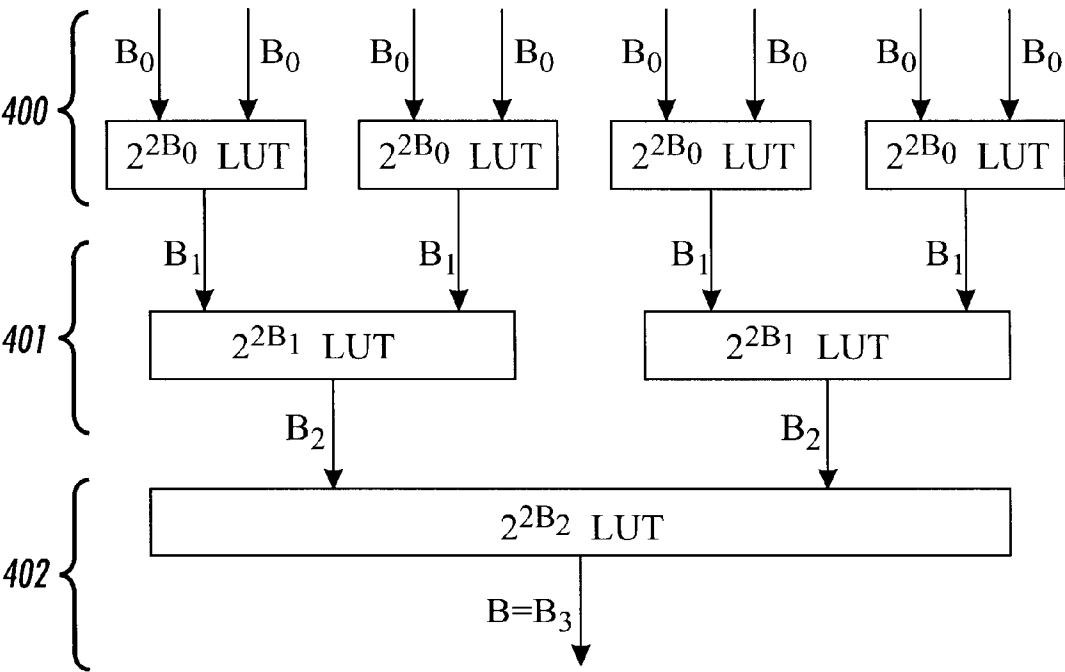 B₀ B₀ B₀ B₀ B₀ B₀ B₀ B₀
400
2^2B₀ LUT 2^2B₀ LUT 2^2B₀ LUT 2^2B₀ LUT
B₁ B₁ B₁ B₁
401
2^2B₁ LUT 2^2B₁ LUT
B₂ B₂
2^2B₂ LUT
402
B=B₃